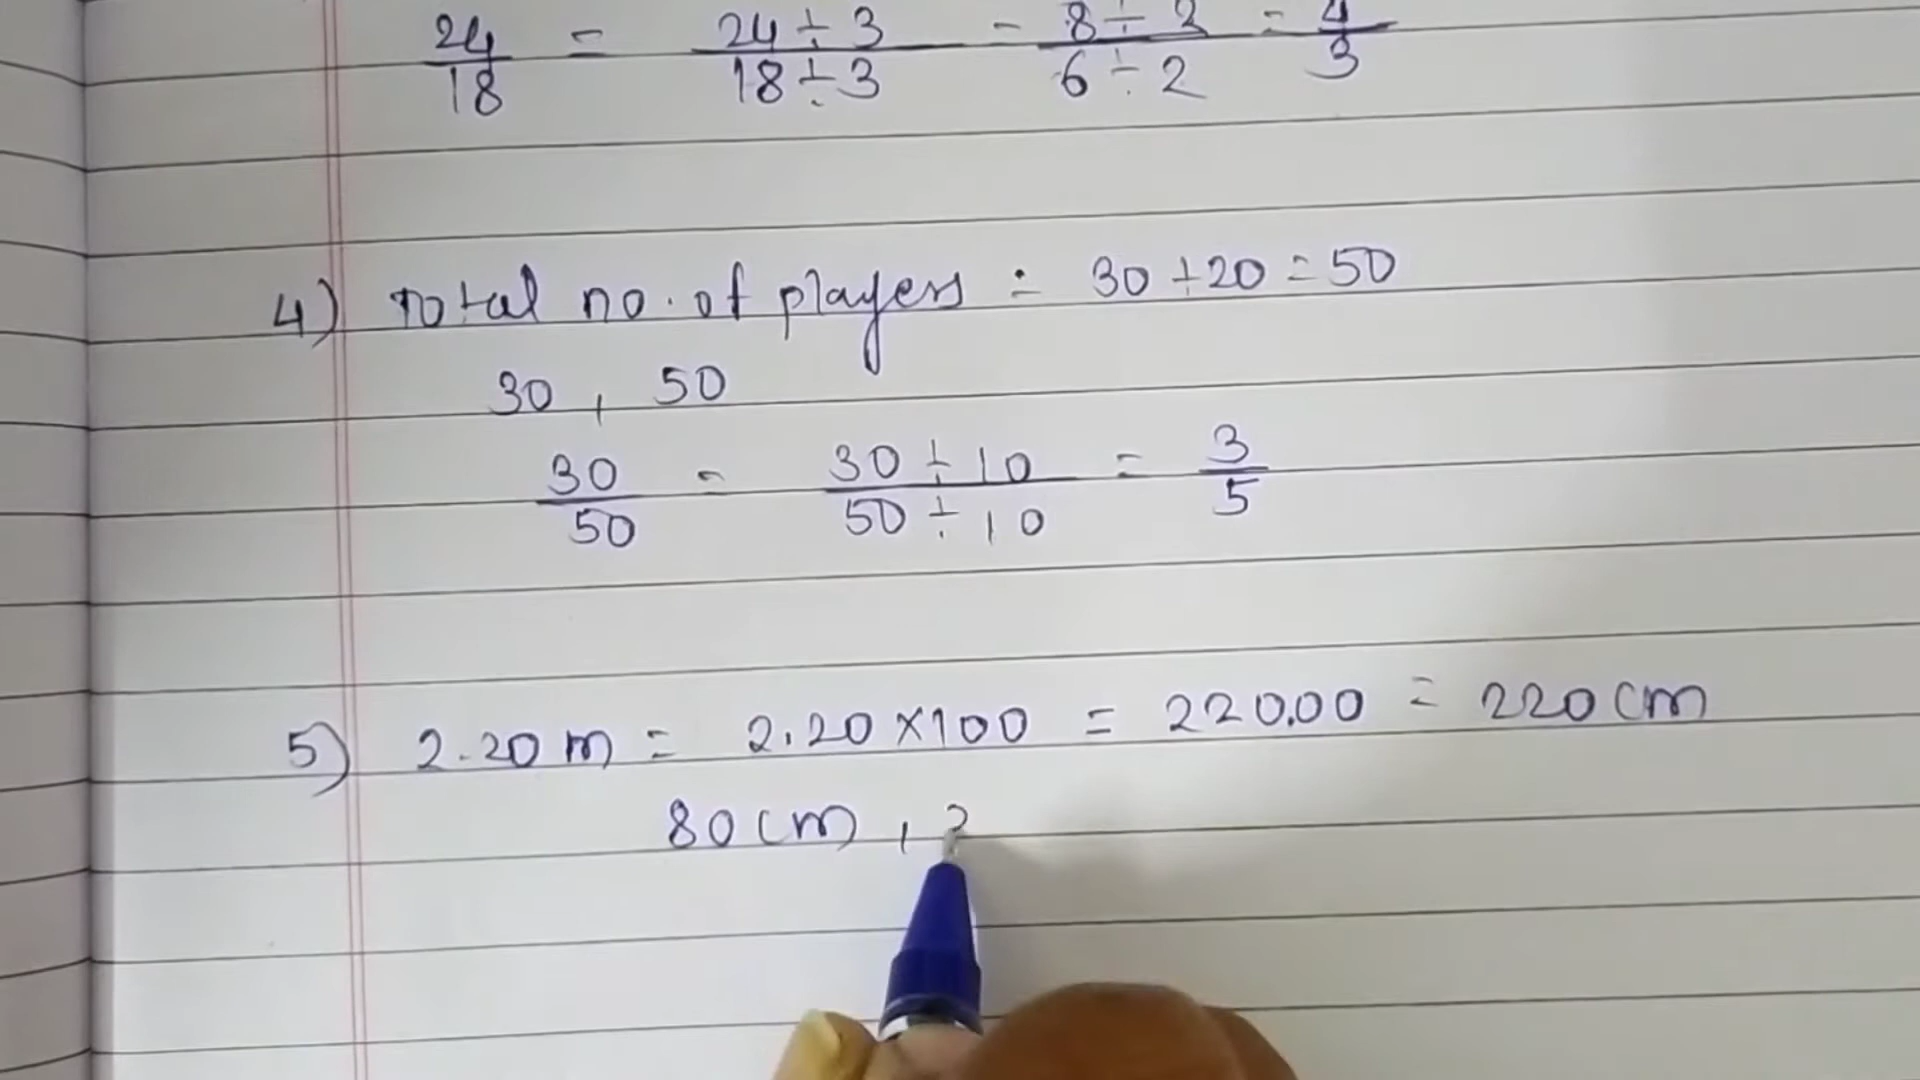 24/18 = 24÷3/18÷3 = 8÷2/6÷2 = 4/3
4) Total no. of players = 30+20=50
30, 50
30/50 = 30÷10/50÷10 = 3/5
5) 2.20 m = 2.20×100 = 220.00 = 220 cm
80 cm, 2